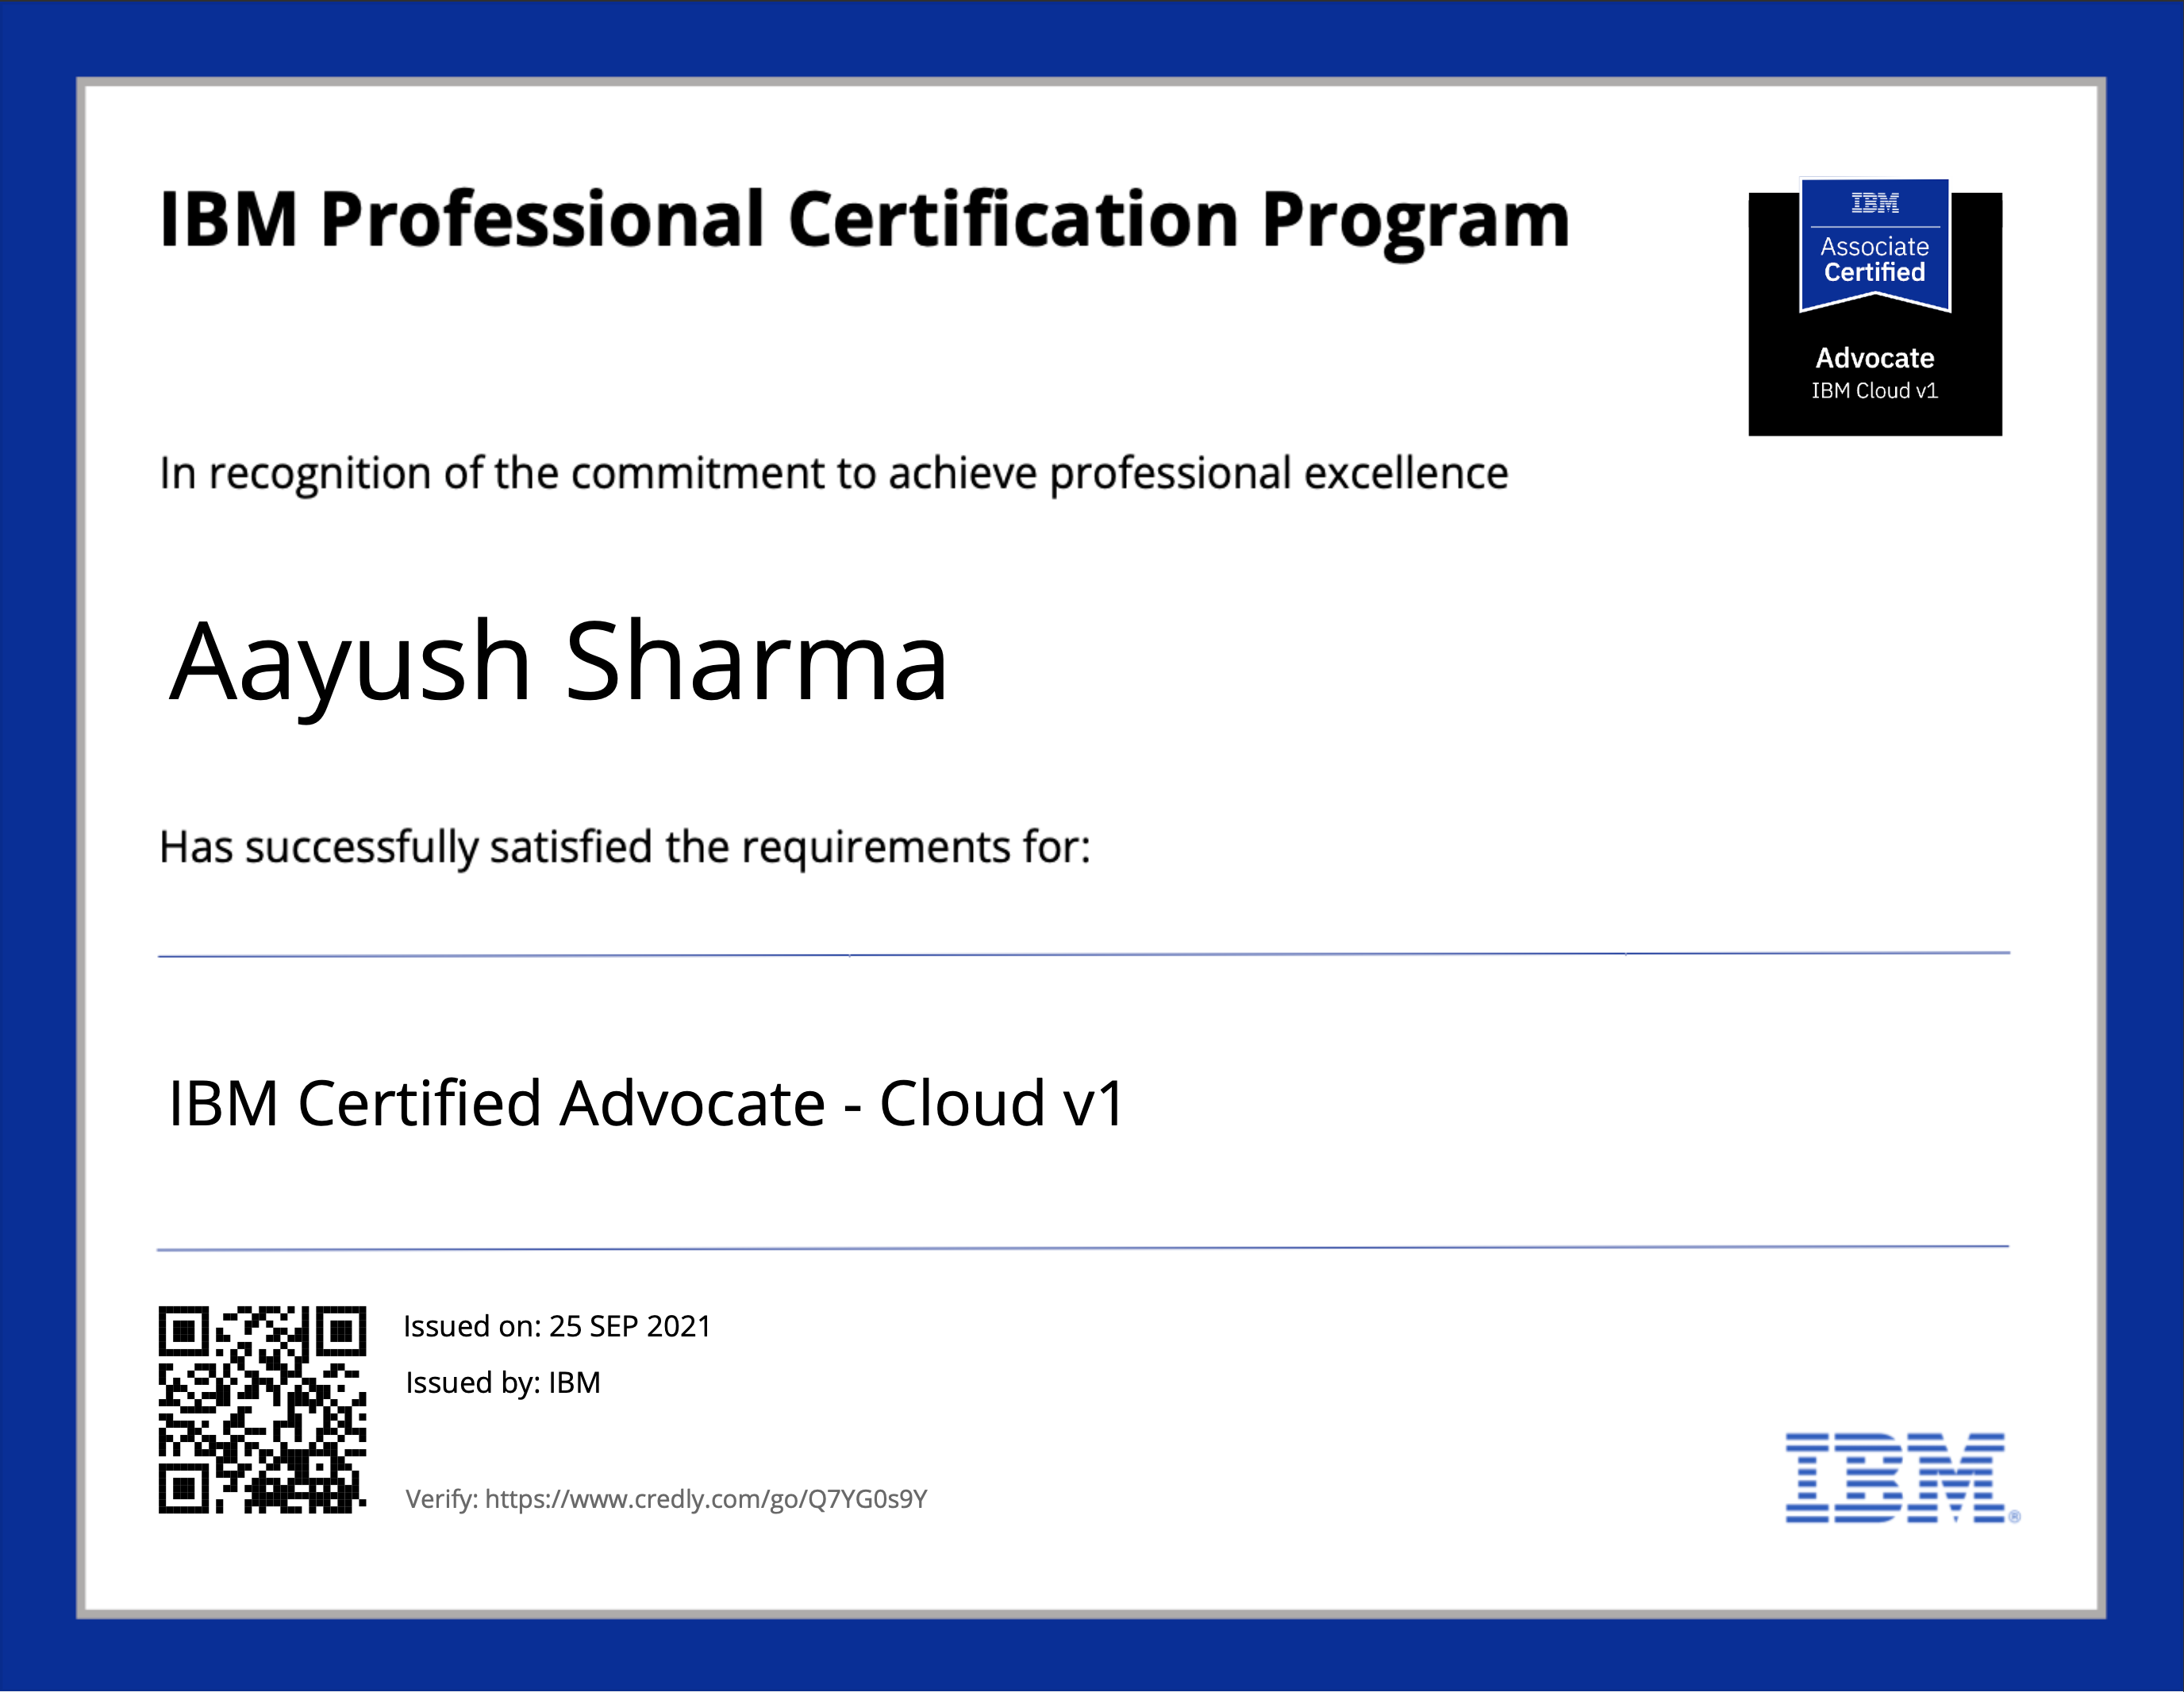 IBM Professional Certification Program
IBM
Associate
Certified
Advocate
IBM Cloud v1
In recognition of the commitment to achieve professional excellence
Aayush Sharma
Has successfully satisfied the requirements for:
IBM Certified Advocate - Cloud v1
Issued on: 25 SEP 2021
Issued by: IBM
Verify: https://www.credly.com/go/Q7YG0s9Y
IBM®